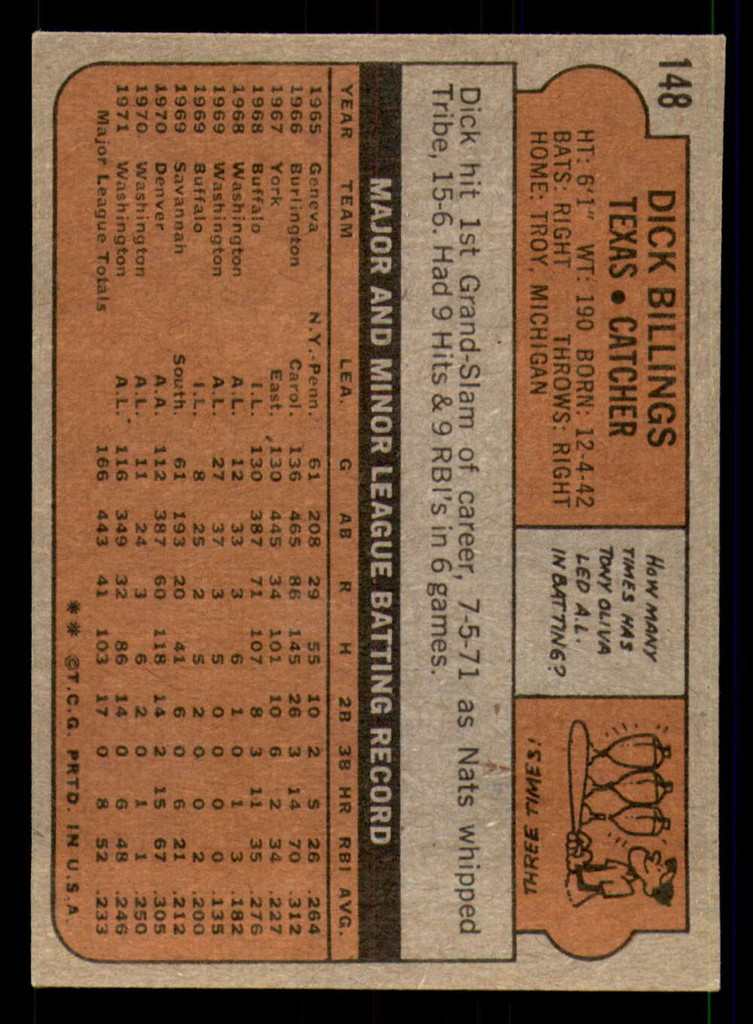 148
DICK BILLINGS
TEXAS • CATCHER
HT: 6'1" WT: 190 BORN: 12-4-42
BATS: RIGHT THROWS: RIGHT
HOME: TROY, MICHIGAN
HOW MANY
TIMES HAS
TONY OLIVA
LED A.L.
IN BATTING?
THREE TIMES!
Dick hit 1st Grand-Slam of career, 7-5-71 as Nats whipped
Tribe, 15-6. Had 9 Hits & 9 RBI's in 6 games.
MAJOR AND MINOR LEAGUE BATTING RECORD
YEAR TEAM LEA. G AB R H 2B 3B HR RBI AVG.
1965 Geneva N.Y.-Penn. 61 208 29 55 10 2 5 26 .264
1966 Burlington Carol. 136 465 86 145 26 3 14 70 .312
1967 York East. 130 445 34 101 10 6 2 34 .227
1968 Buffalo I.L. 130 387 71 107 8 3 11 35 .276
1968 Washington A.L. 12 33 3 6 1 0 1 3 .182
1969 Washington A.L. 27 37 3 5 0 0 0 0 .135
1969 Buffalo I.L. 8 25 2 5 2 0 0 2 .200
1969 Savannah South. 61 193 20 41 6 0 6 21 .212
1970 Denver A.A. 112 387 60 118 14 2 15 67 .305
1970 Washington A.L. 11 24 3 6 2 0 1 1 .250
1971 Washington A.L. 116 349 32 86 14 0 6 48 .246
Major League Totals 166 443 41 103 17 0 8 52 .233
** ©T.C.G. PRTD. IN U.S.A.